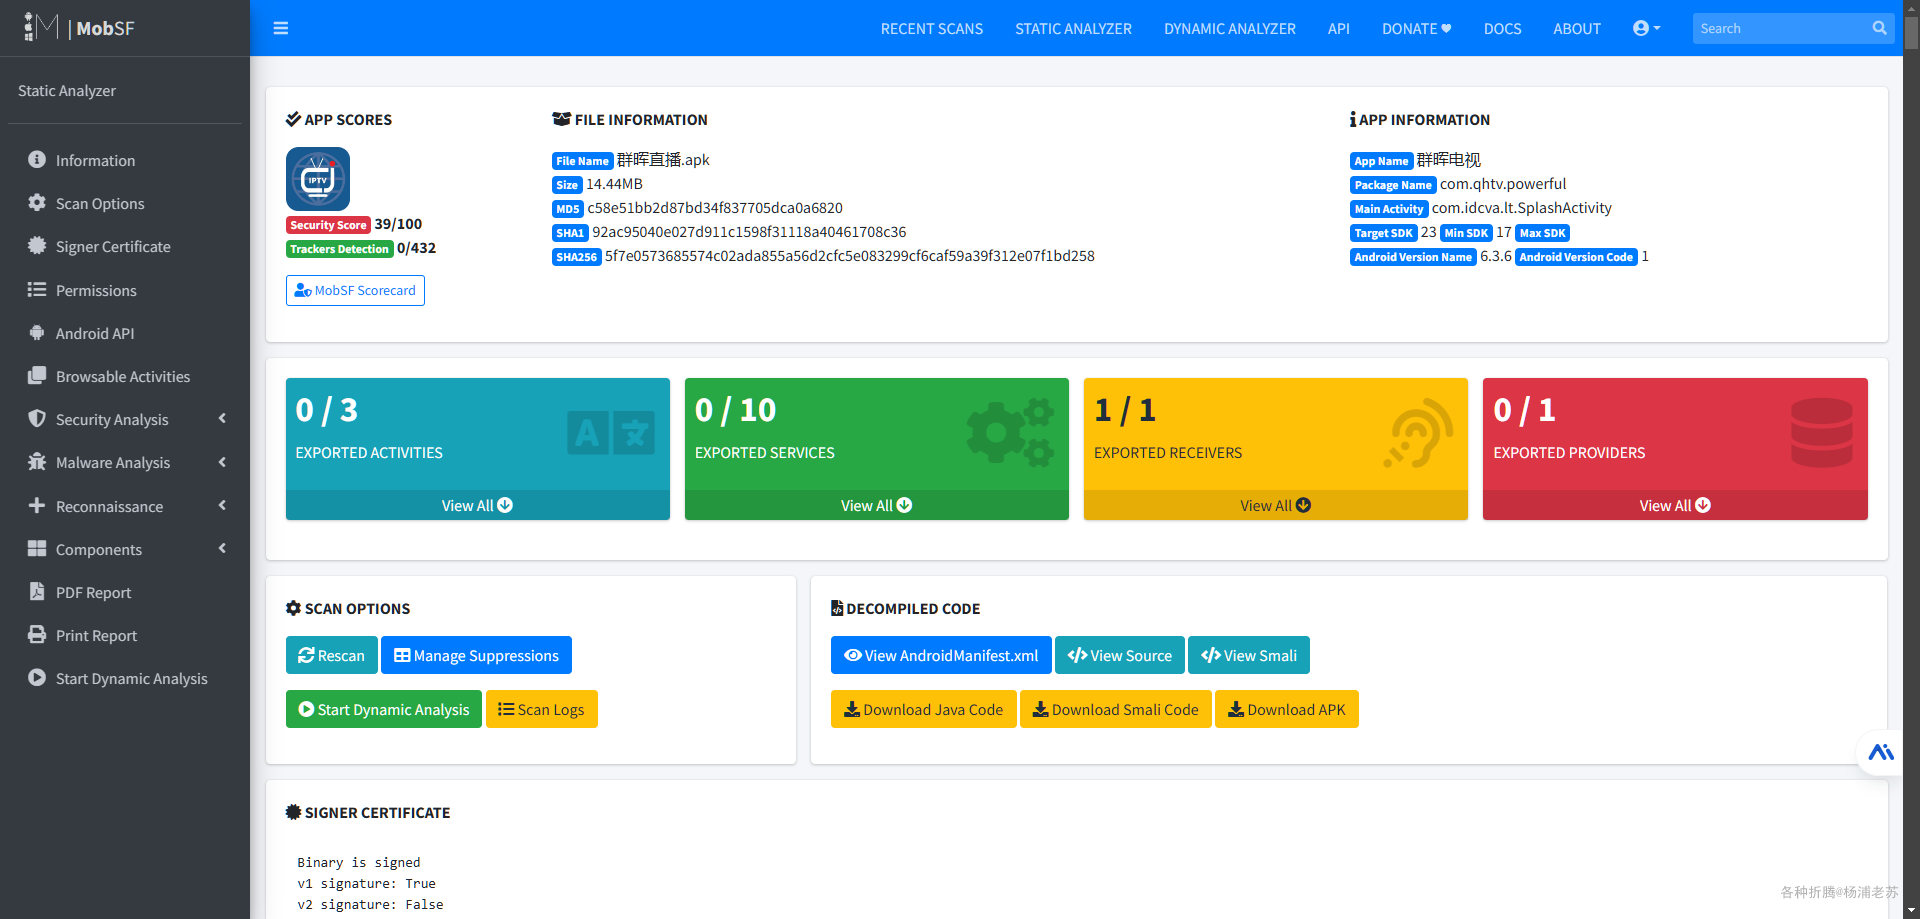 MobSF
RECENT SCANS
STATIC ANALYZER
DYNAMIC ANALYZER
API
DONATE
DOCS
ABOUT
Search
Static Analyzer
Information
Scan Options
Signer Certificate
Permissions
Android API
Browsable Activities
Security Analysis
Malware Analysis
Reconnaissance
Components
PDF Report
Print Report
Start Dynamic Analysis
APP SCORES
IPTV
Security Score 39/100
Trackers Detection 0/432
MobSF Scorecard
FILE INFORMATION
File Name 群晖直播.apk
Size 14.44MB
MD5 c58e51bb2d87bd34f837705dca0a6820
SHA1 92ac95040e027d911c1598f31118a40461708c36
SHA256 5f7e0573685574c02ada855a56d2cfc5e083299cf6caf59a39f312e07f1bd258
APP INFORMATION
App Name 群晖电视
Package Name com.qhtv.powerful
Main Activity com.idcva.lt.SplashActivity
Target SDK 23 Min SDK 17 Max SDK
Android Version Name 6.3.6 Android Version Code 1
0 / 3
EXPORTED ACTIVITIES
View All
0 / 10
EXPORTED SERVICES
View All
1 / 1
EXPORTED RECEIVERS
View All
0 / 1
EXPORTED PROVIDERS
View All
SCAN OPTIONS
Rescan
Manage Suppressions
Start Dynamic Analysis
Scan Logs
DECOMPILED CODE
View AndroidManifest.xml
View Source
View Smali
Download Java Code
Download Smali Code
Download APK
SIGNER CERTIFICATE
Binary is signed
v1 signature: True
v2 signature: False
各种折腾@杨浦老苏